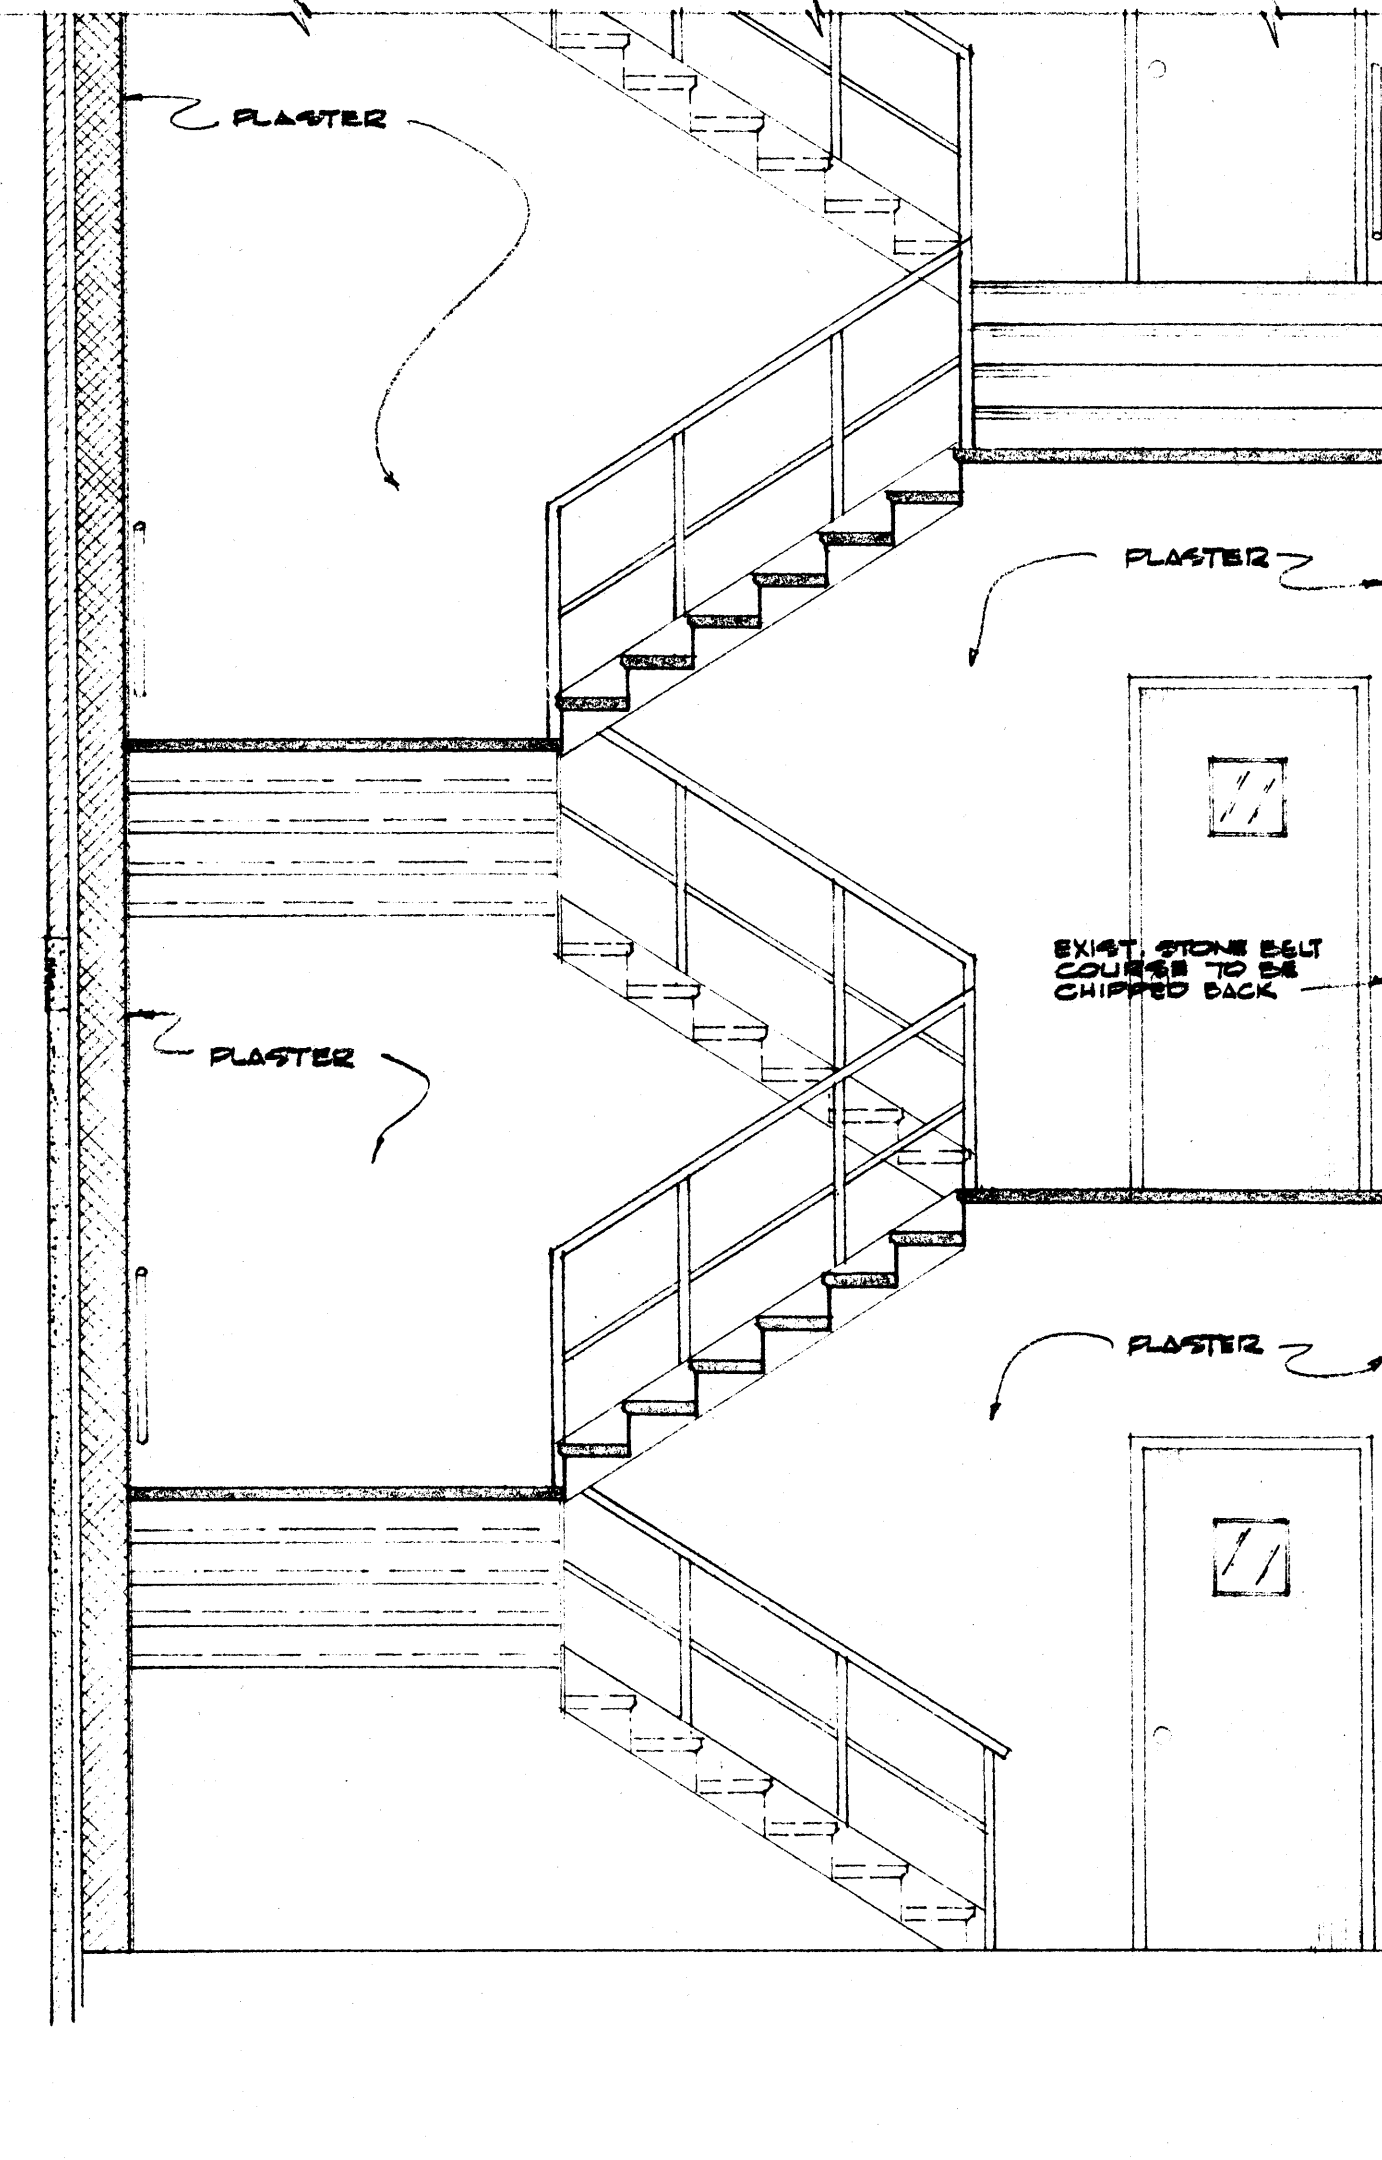 PLASTER
PLASTER
EXIST. STONE BELT
COURSE TO BE
CHIPPED BACK
PLASTER
PLASTER